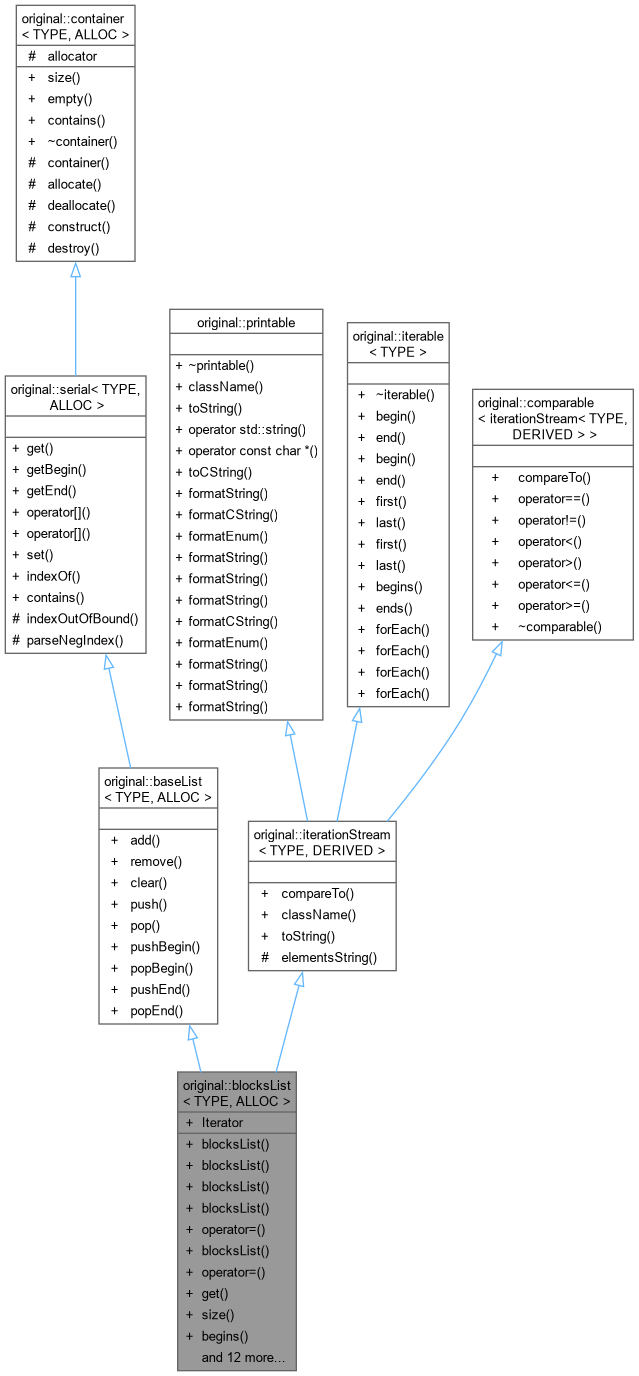 original::container
< TYPE, ALLOC >
# allocator
+ size()
+ empty()
+ contains()
+ ~container()
# container()
# allocate()
# deallocate()
# construct()
# destroy()
original::serial< TYPE,
ALLOC >
+ get()
+ getBegin()
+ getEnd()
+ operator[]()
+ operator[]()
+ set()
+ indexOf()
+ contains()
# indexOutOfBound()
# parseNegIndex()
original::printable
+ ~printable()
+ className()
+ toString()
+ operator std::string()
+ operator const char *()
+ toCString()
+ formatString()
+ formatCString()
+ formatEnum()
+ formatString()
+ formatString()
+ formatString()
+ formatCString()
+ formatEnum()
+ formatString()
+ formatString()
+ formatString()
original::iterable
< TYPE >
+ ~iterable()
+ begin()
+ end()
+ begin()
+ end()
+ first()
+ last()
+ first()
+ last()
+ begins()
+ ends()
+ forEach()
+ forEach()
+ forEach()
+ forEach()
original::comparable
< iterationStream< TYPE,
DERIVED > >
+ compareTo()
+ operator==()
+ operator!=()
+ operator<()
+ operator>()
+ operator<=()
+ operator>=()
+ ~comparable()
original::baseList
< TYPE, ALLOC >
+ add()
+ remove()
+ clear()
+ push()
+ pop()
+ pushBegin()
+ popBegin()
+ pushEnd()
+ popEnd()
original::iterationStream
< TYPE, DERIVED >
+ compareTo()
+ className()
+ toString()
# elementsString()
original::blocksList
< TYPE, ALLOC >
+ Iterator
+ blocksList()
+ blocksList()
+ blocksList()
+ blocksList()
+ operator=()
+ blocksList()
+ operator=()
+ get()
+ size()
+ begins()
and 12 more...